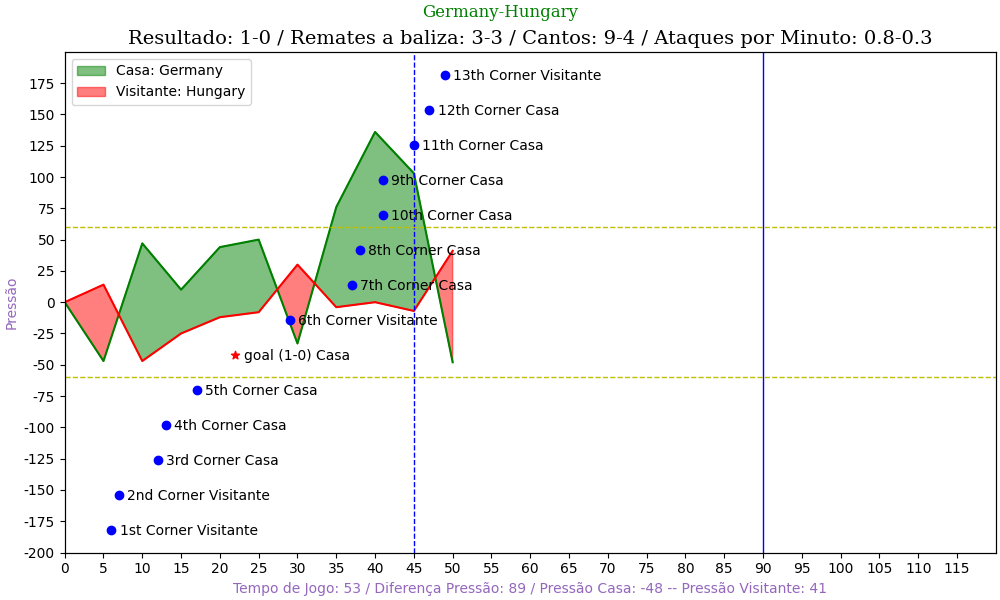 Germany-Hungary
Resultado: 1-0 / Remates a baliza: 3-3 / Cantos: 9-4 / Ataques por Minuto: 0.8-0.3
Casa: Germany
Visitante: Hungary
13th Corner Visitante
12th Corner Casa
11th Corner Casa
9th Corner Casa
10th Corner Casa
8th Corner Casa
7th Corner Casa
6th Corner Visitante
goal (1-0) Casa
5th Corner Casa
4th Corner Casa
3rd Corner Casa
2nd Corner Visitante
1st Corner Visitante
Pressão
175
150
125
100
75
50
25
0
-25
-50
-75
-100
-125
-150
-175
-200
0 5 10 15 20 25 30 35 40 45 50 55 60 65 70 75 80 85 90 95 100 105 110 115
Tempo de Jogo: 53 / Diferença Pressão: 89 / Pressão Casa: -48 -- Pressão Visitante: 41